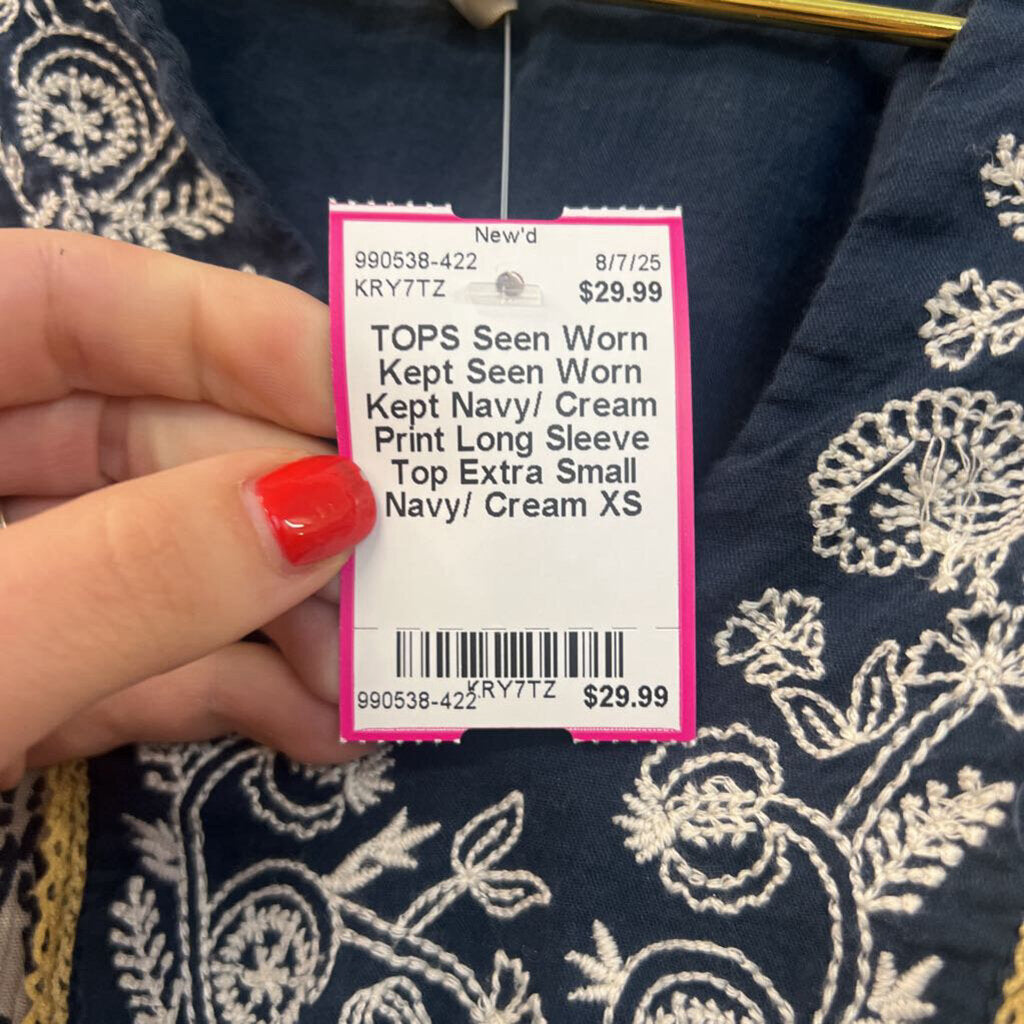 New'd
990538-422 8/7/25
KRY7TZ $29.99
TOPS Seen Worn
Kept Seen Worn
Kept Navy/ Cream
Print Long Sleeve
Top Extra Small
Navy/ Cream XS
990538-422 KRY7TZ $29.99